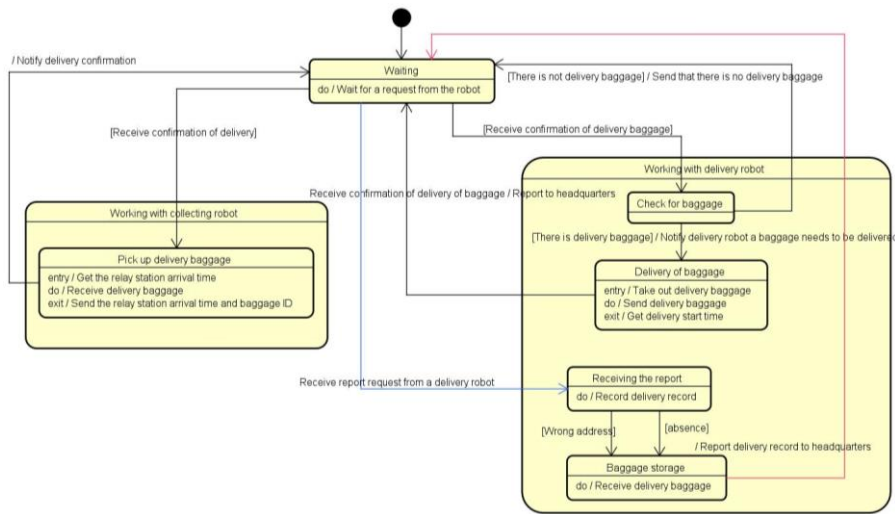 / Notify delivery confirmation
Waiting
do / Wait for a request from the robot
[There is not delivery baggage] / Send that there is no delivery baggage
[Receive confirmation of delivery]
[Receive confirmation of delivery baggage]
Working with delivery robot
Receive confirmation of delivery of baggage / Report to headquarters
Check for baggage
Working with collecting robot
[There is delivery baggage] / Notify delivery robot a baggage needs to be delivered
Pick up delivery baggage
entry / Get the relay station arrival time
do / Receive delivery baggage
exit / Send the relay station arrival time and baggage ID
Delivery of baggage
entry / Take out delivery baggage
do / Send delivery baggage
exit / Get delivery start time
Receive report request from a delivery robot
Receiving the report
do / Record delivery record
[Wrong address]
[absence]
/ Report delivery record to headquarters
Baggage storage
do / Receive delivery baggage